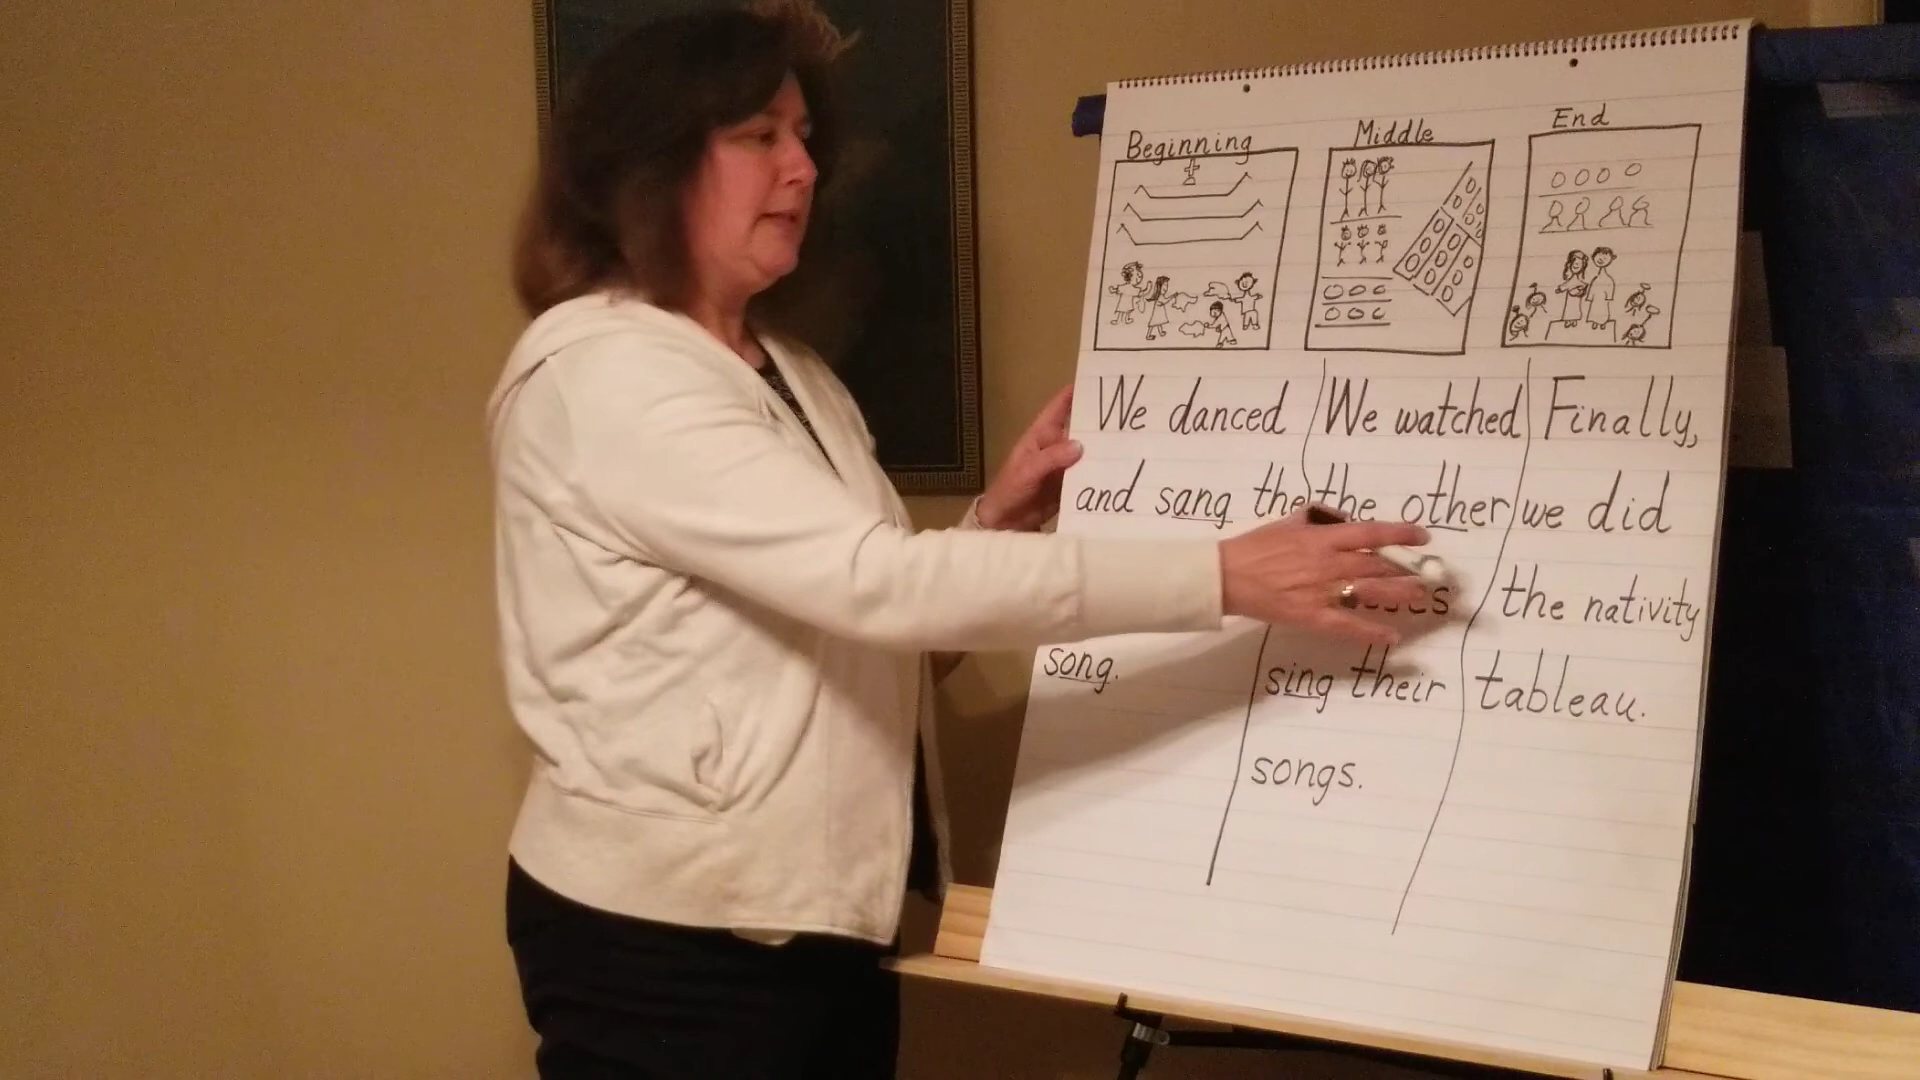 Beginning
Middle
End
We danced
and sang the
song.
We watched
the other
sing their
songs.
Finally,
we did
the nativity
tableau.